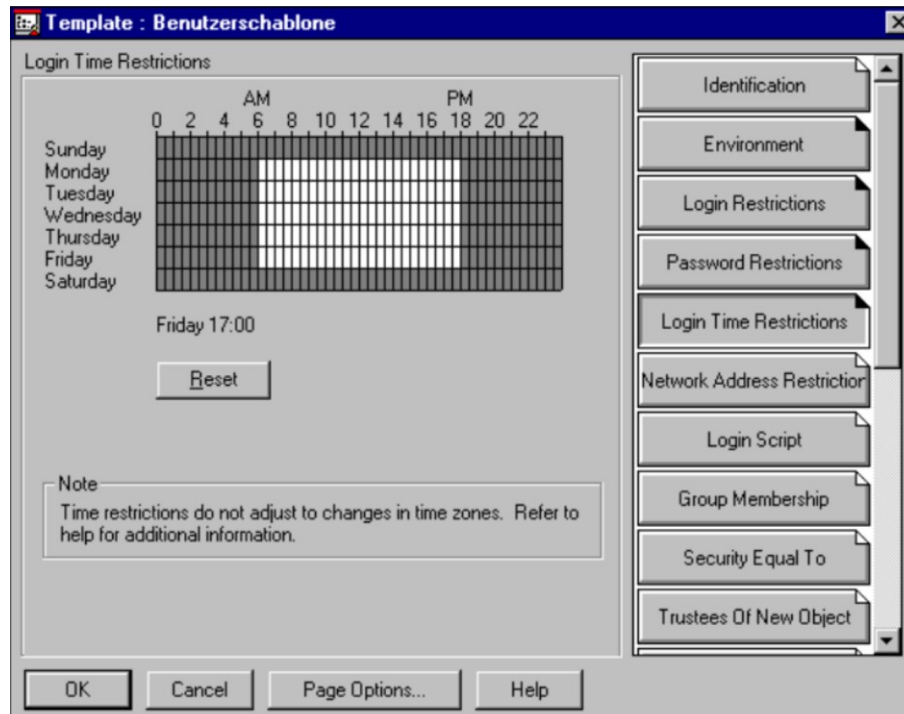 Template : Benutzerschablone
Login Time Restrictions
AM PM
0 2 4 6 8 10 12 14 16 18 20 22
Sunday
Monday
Tuesday
Wednesday
Thursday
Friday
Saturday
Friday 17:00
Reset
Note
Time restrictions do not adjust to changes in time zones. Refer to
help for additional information.
Identification
Environment
Login Restrictions
Password Restrictions
Login Time Restrictions
Network Address Restriction
Login Script
Group Membership
Security Equal To
Trustees Of New Object
OK Cancel Page Options... Help